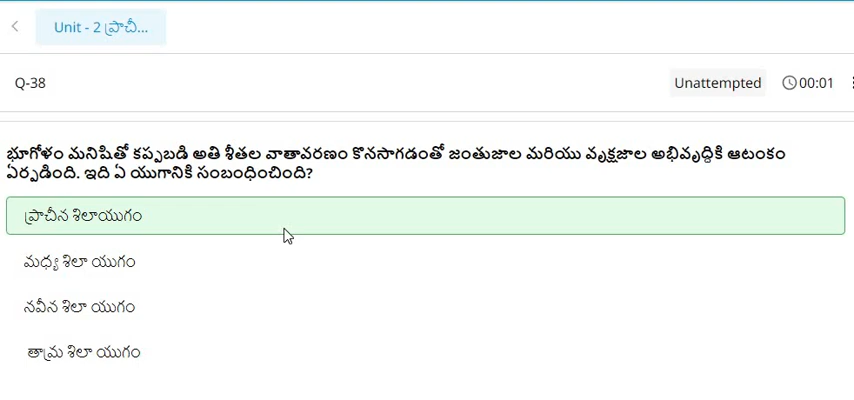 Unit - 2 ప్రాచీ...
Q-38
Unattempted 00:01
భూగోళం మనిషితో కప్పబడి అతి శీతల వాతావరణం కొనసాగడంతో జంతుజాల మరియు వృక్షజాల అభివృద్ధికి ఆటంకం
ఏర్పడింది. ఇది ఏ యుగానికి సంబంధించింది?
ప్రాచీన శిలాయుగం
మధ్య శిలా యుగం
నవీన శిలా యుగం
తామ్ర శిలా యుగం